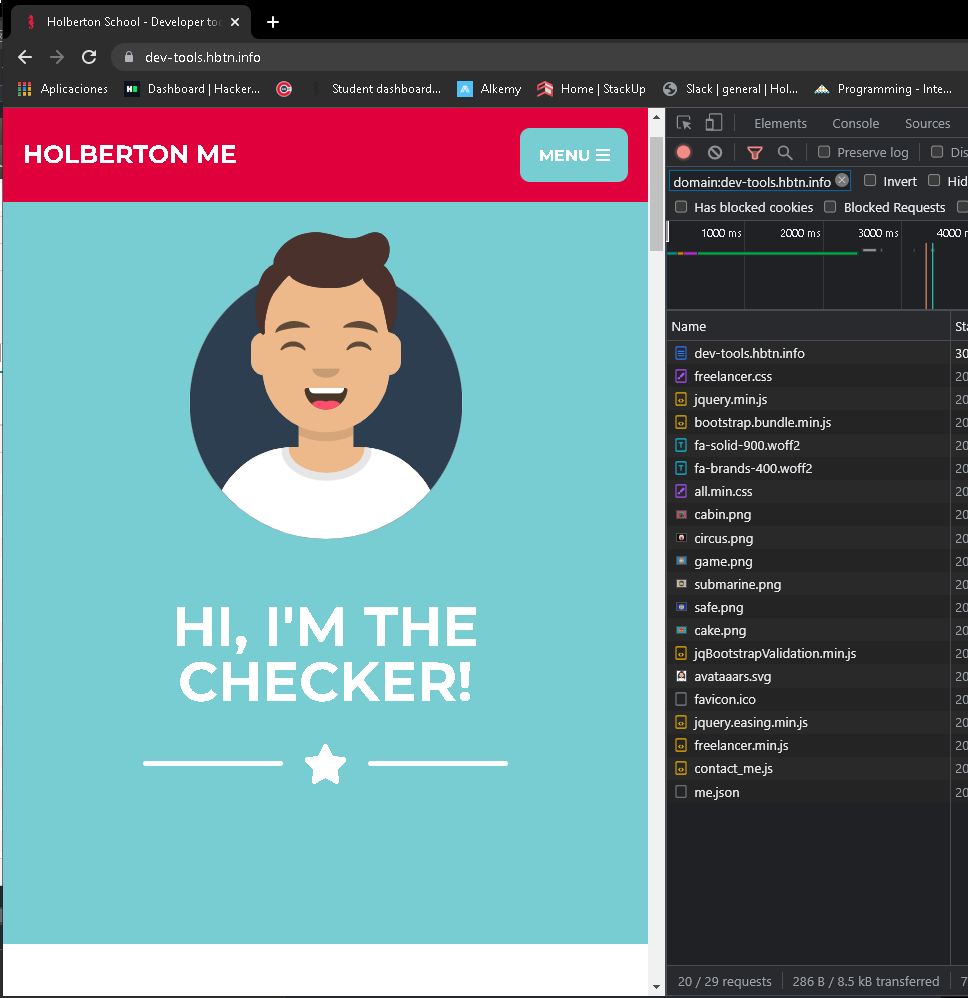 Holberton School - Developer too
dev-tools.hbtn.info
Aplicaciones
Dashboard | Hacker...
Student dashboard...
Alkemy
Home | StackUp
Slack | general | Hol...
Programming - Inte...
HOLBERTON ME
MENU
HI, I'M THE
CHECKER!
Elements Console Sources
Preserve log Dis
domain:dev-tools.hbtn.info Invert Hid
Has blocked cookies Blocked Requests
1000 ms 2000 ms 3000 ms 4000 m
Name Sta
dev-tools.hbtn.info 30
freelancer.css 20
jquery.min.js 20
bootstrap.bundle.min.js 20
fa-solid-900.woff2 20
fa-brands-400.woff2 20
all.min.css 20
cabin.png 20
circus.png 20
game.png 20
submarine.png 20
safe.png 20
cake.png 20
jqBootstrapValidation.min.js 20
avataaars.svg 20
favicon.ico 20
jquery.easing.min.js 20
freelancer.min.js 20
contact_me.js 20
me.json 20
20 / 29 requests 286 B / 8.5 kB transferred 7